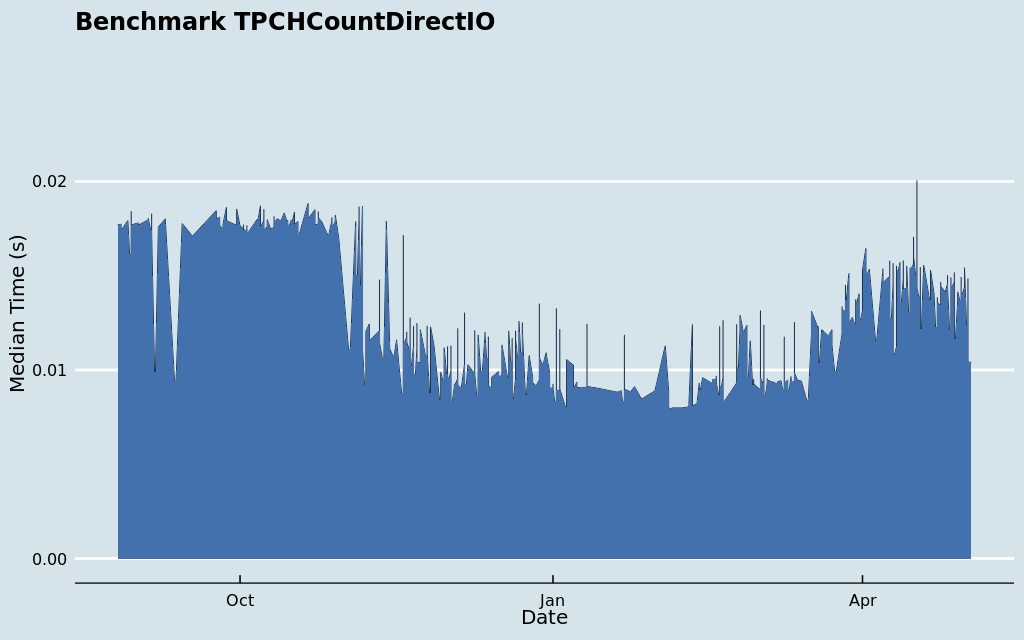 Benchmark TPCHCountDirectIO
Median Time (s)
0.02
0.01
0.00
Oct
Jan
Apr
Date